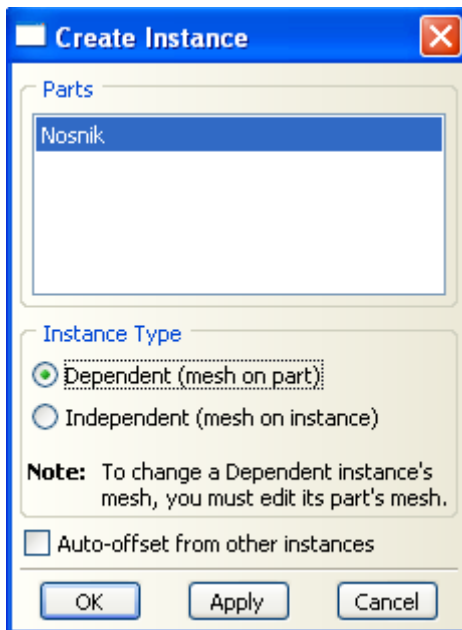 Create Instance
Parts
Nosnik
Instance Type
Dependent (mesh on part)
Independent (mesh on instance)
Note: To change a Dependent instance's
mesh, you must edit its part's mesh.
Auto-offset from other instances
OK Apply Cancel